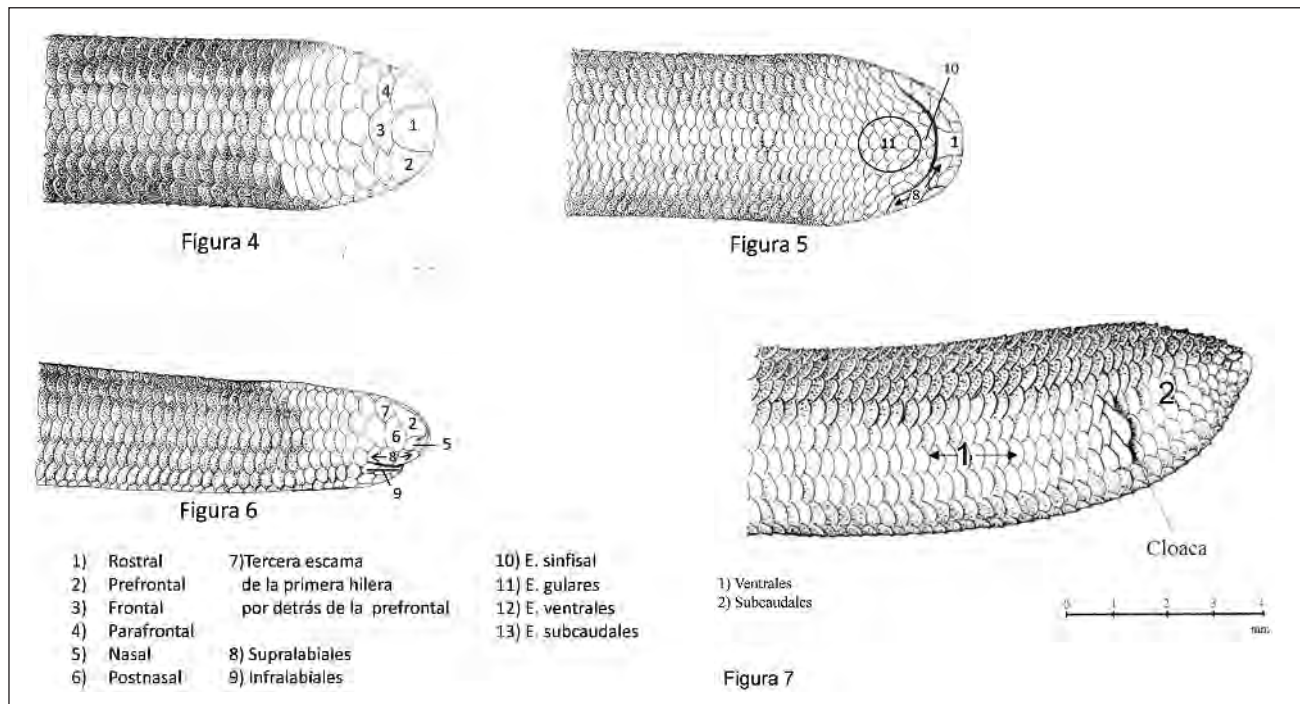 4
3
1
2
Figura 4
10
11
1
8
Figura 5
7
2
6
5
8
9
Figura 6
1
2
Cloaca
1) Rostral
2) Prefrontal
3) Frontal
4) Parafrontal
5) Nasal
6) Postnasal
7)Tercera escama
de la primera hilera
por detrás de la prefrontal
8) Supralabiales
9) Infralabiales
10) E. sinfisal
11) E. gulares
12) E. ventrales
13) E. subcaudales
1) Ventrales
2) Subcaudales
0 1 2 3 4
mm
Figura 7